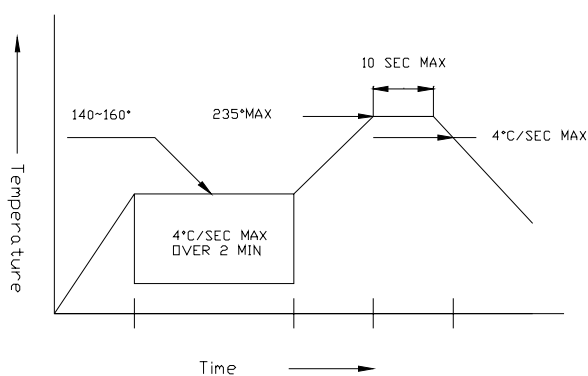 10 SEC MAX
140~160°
235°MAX
4°C/SEC MAX
4°C/SEC MAX
OVER 2 MIN
Temperature
Time